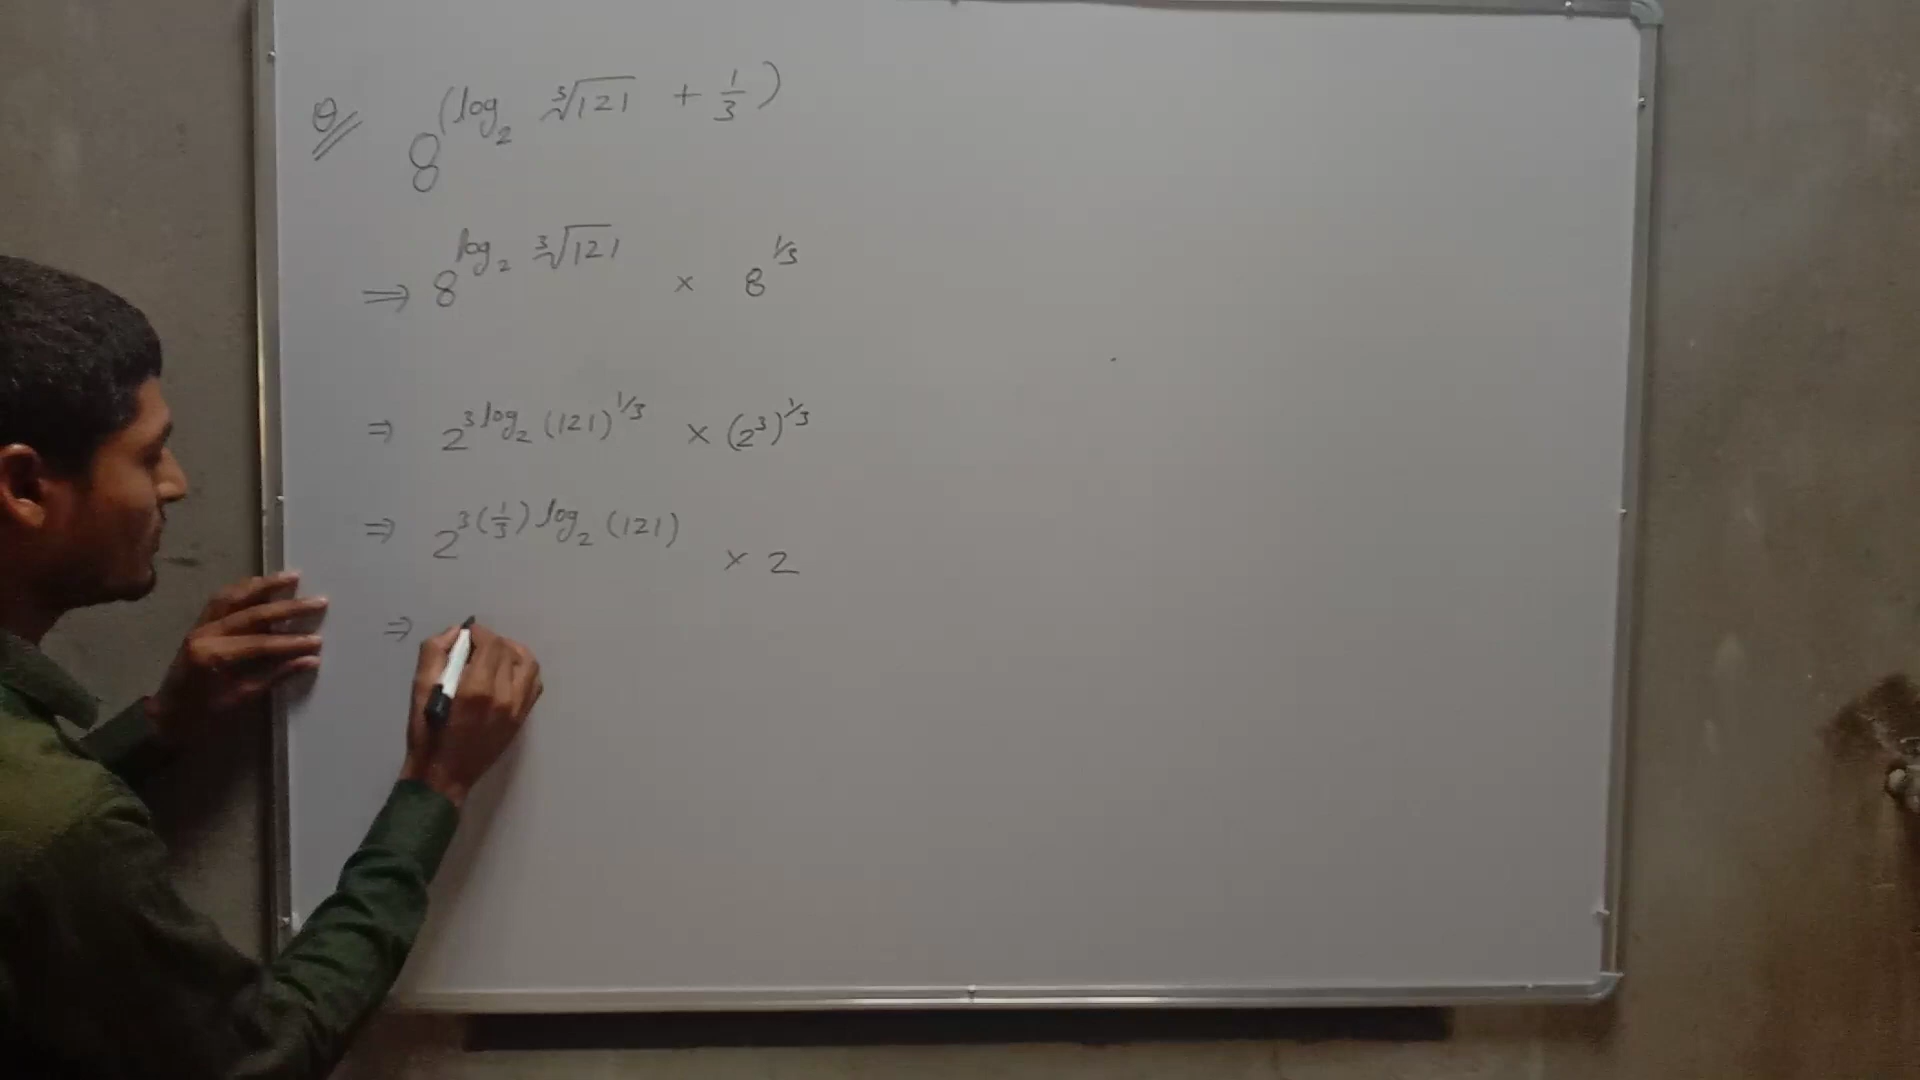 Q 8^(log₂ ∛121 + 1/3)
⇒ 8^(log₂ ∛121) × 8^(1/3)
⇒ 2^(3 log₂ (121)^(1/3)) × (2³)^(1/3)
⇒ 2^(3(1/3) log₂ (121)) × 2
⇒